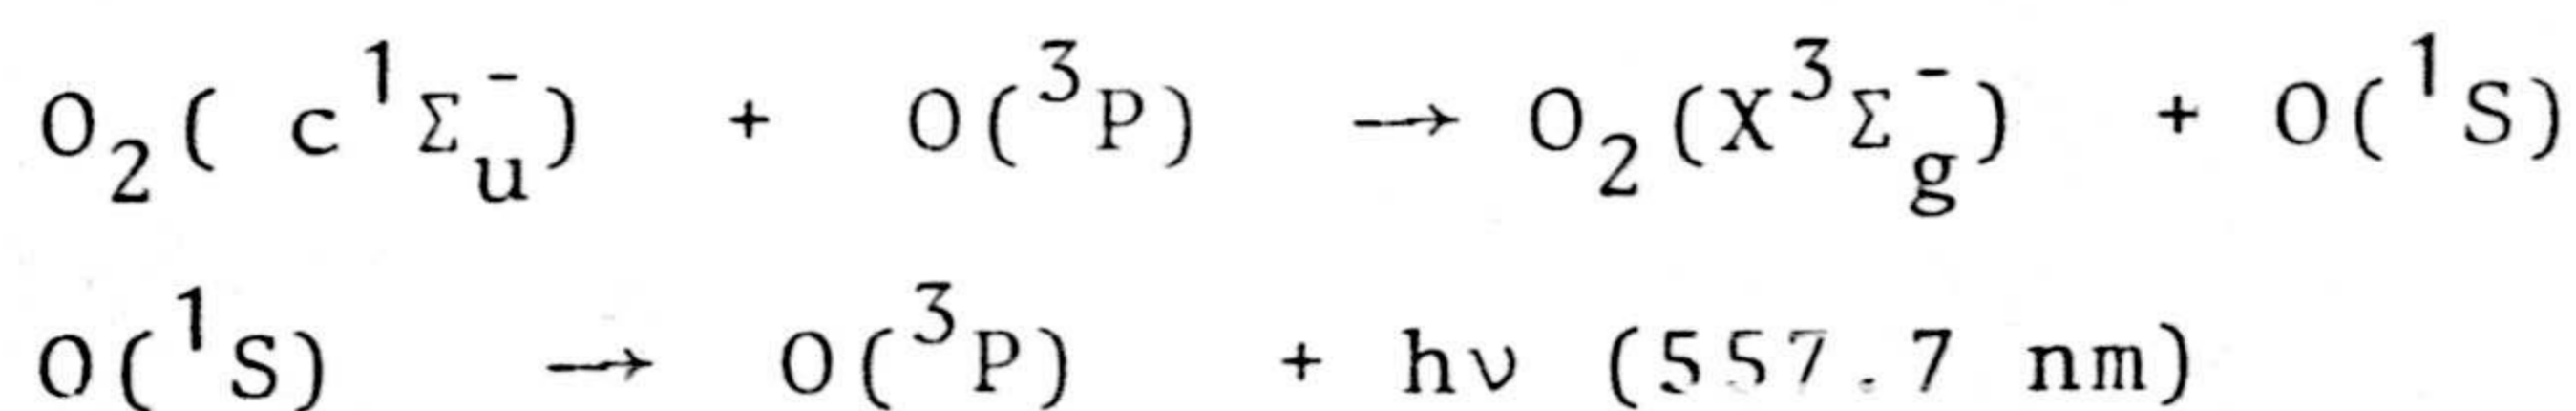 O₂( c¹Σᵤ⁻) + O(³P) → O₂(X³Σg⁻) + O(¹S)
O(¹S) → O(³P) + hν (557.7 nm)